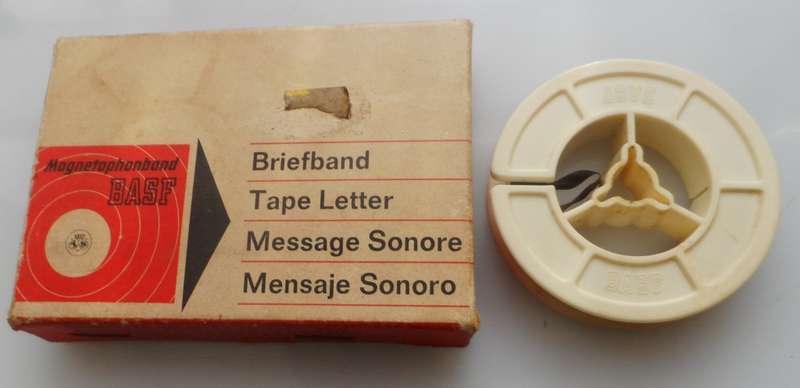 Magnetophonband
BASF
Briefband
Tape Letter
Message Sonore
Mensaje Sonoro